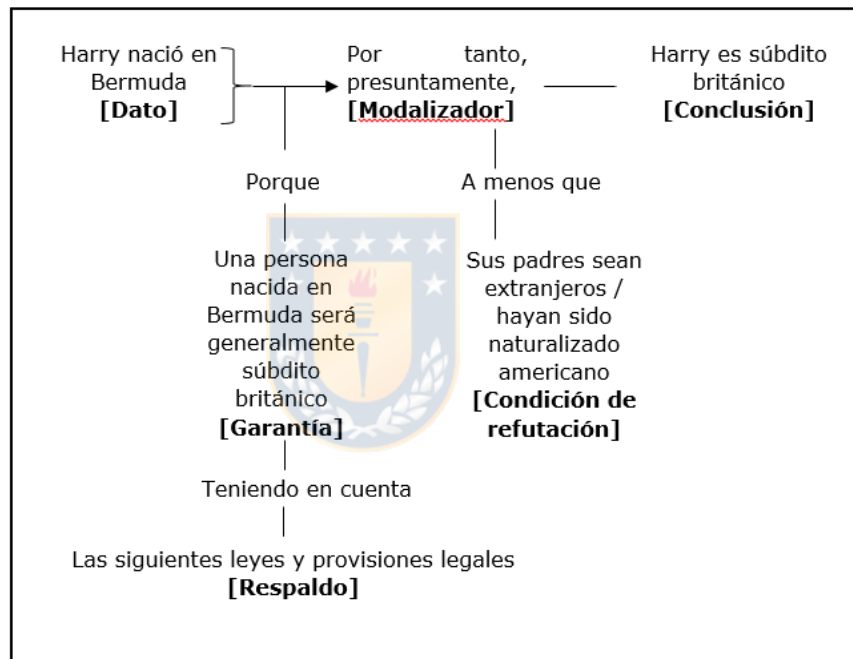 Harry nació en
Bermuda
[Dato]
Por tanto,
presuntamente,
[Modalizador]
Harry es súbdito
británico
[Conclusión]
Porque
A menos que
Una persona
nacida en
Bermuda será
generalmente
súbdito
británico
[Garantía]
Sus padres sean
extranjeros /
hayan sido
naturalizado
americano
[Condición de
refutación]
Teniendo en cuenta
Las siguientes leyes y provisiones legales
[Respaldo]